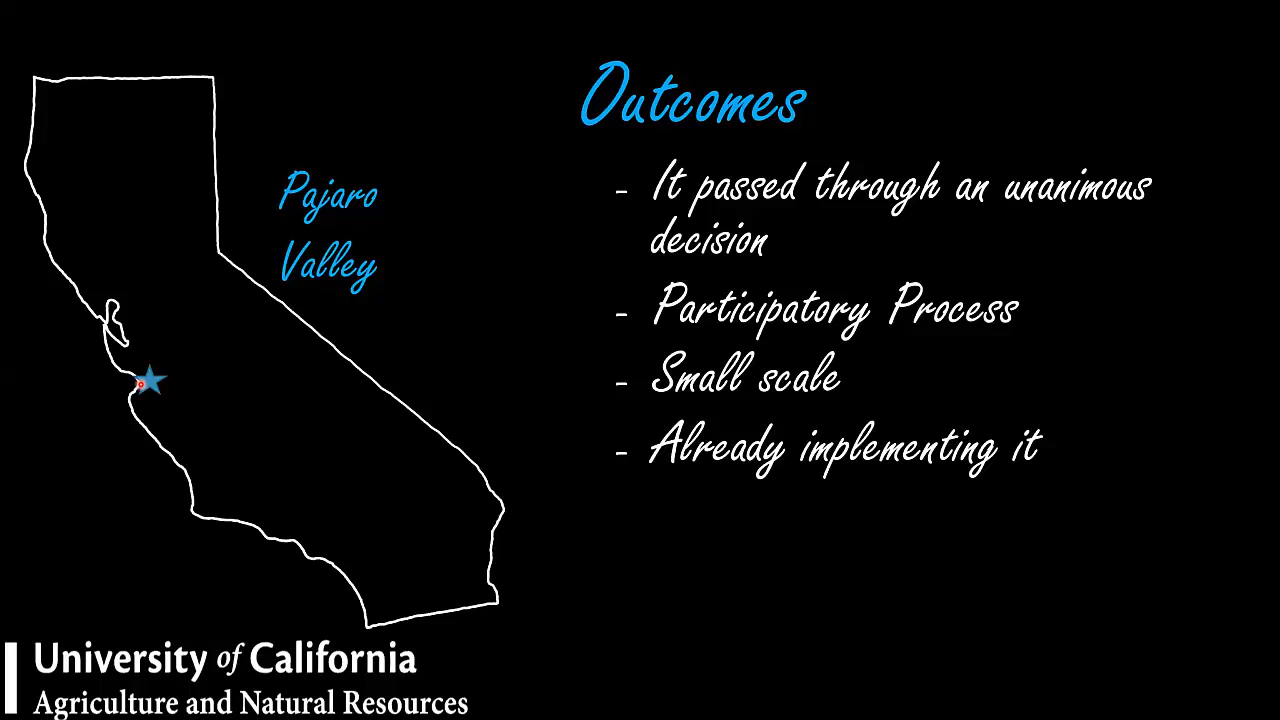 Outcomes
Pajaro
Valley
- It passed through an unanimous
decision
- Participatory Process
- Small scale
- Already implementing it
University of California
Agriculture and Natural Resources